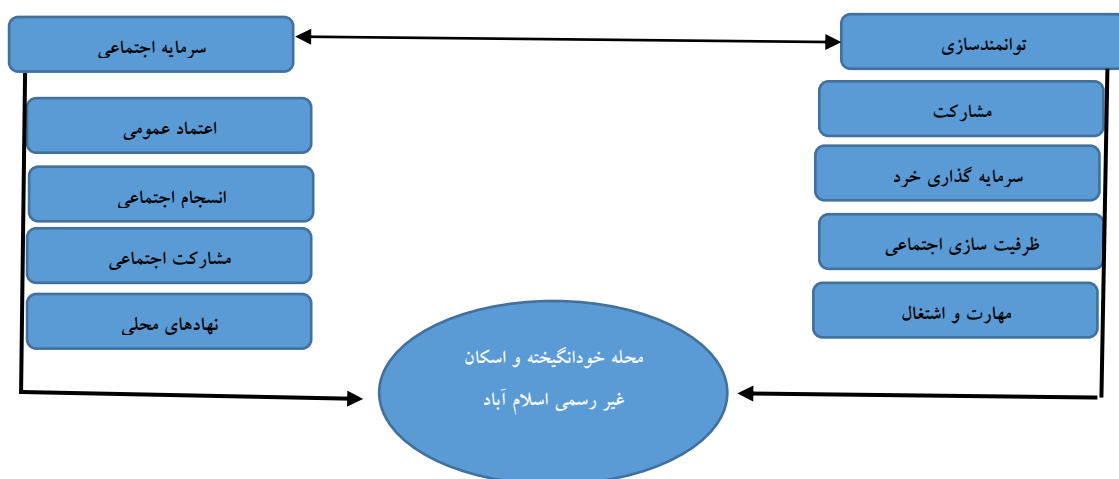 توانمندسازی
مشارکت
سرمایه گذاری خرد
ظرفیت سازی اجتماعی
مهارت و اشتغال
سرمایه اجتماعی
اعتماد عمومی
انسجام اجتماعی
مشارکت اجتماعی
نهادهای محلی
محله خودانگیخته و اسکان
غیر رسمی اسلام آباد